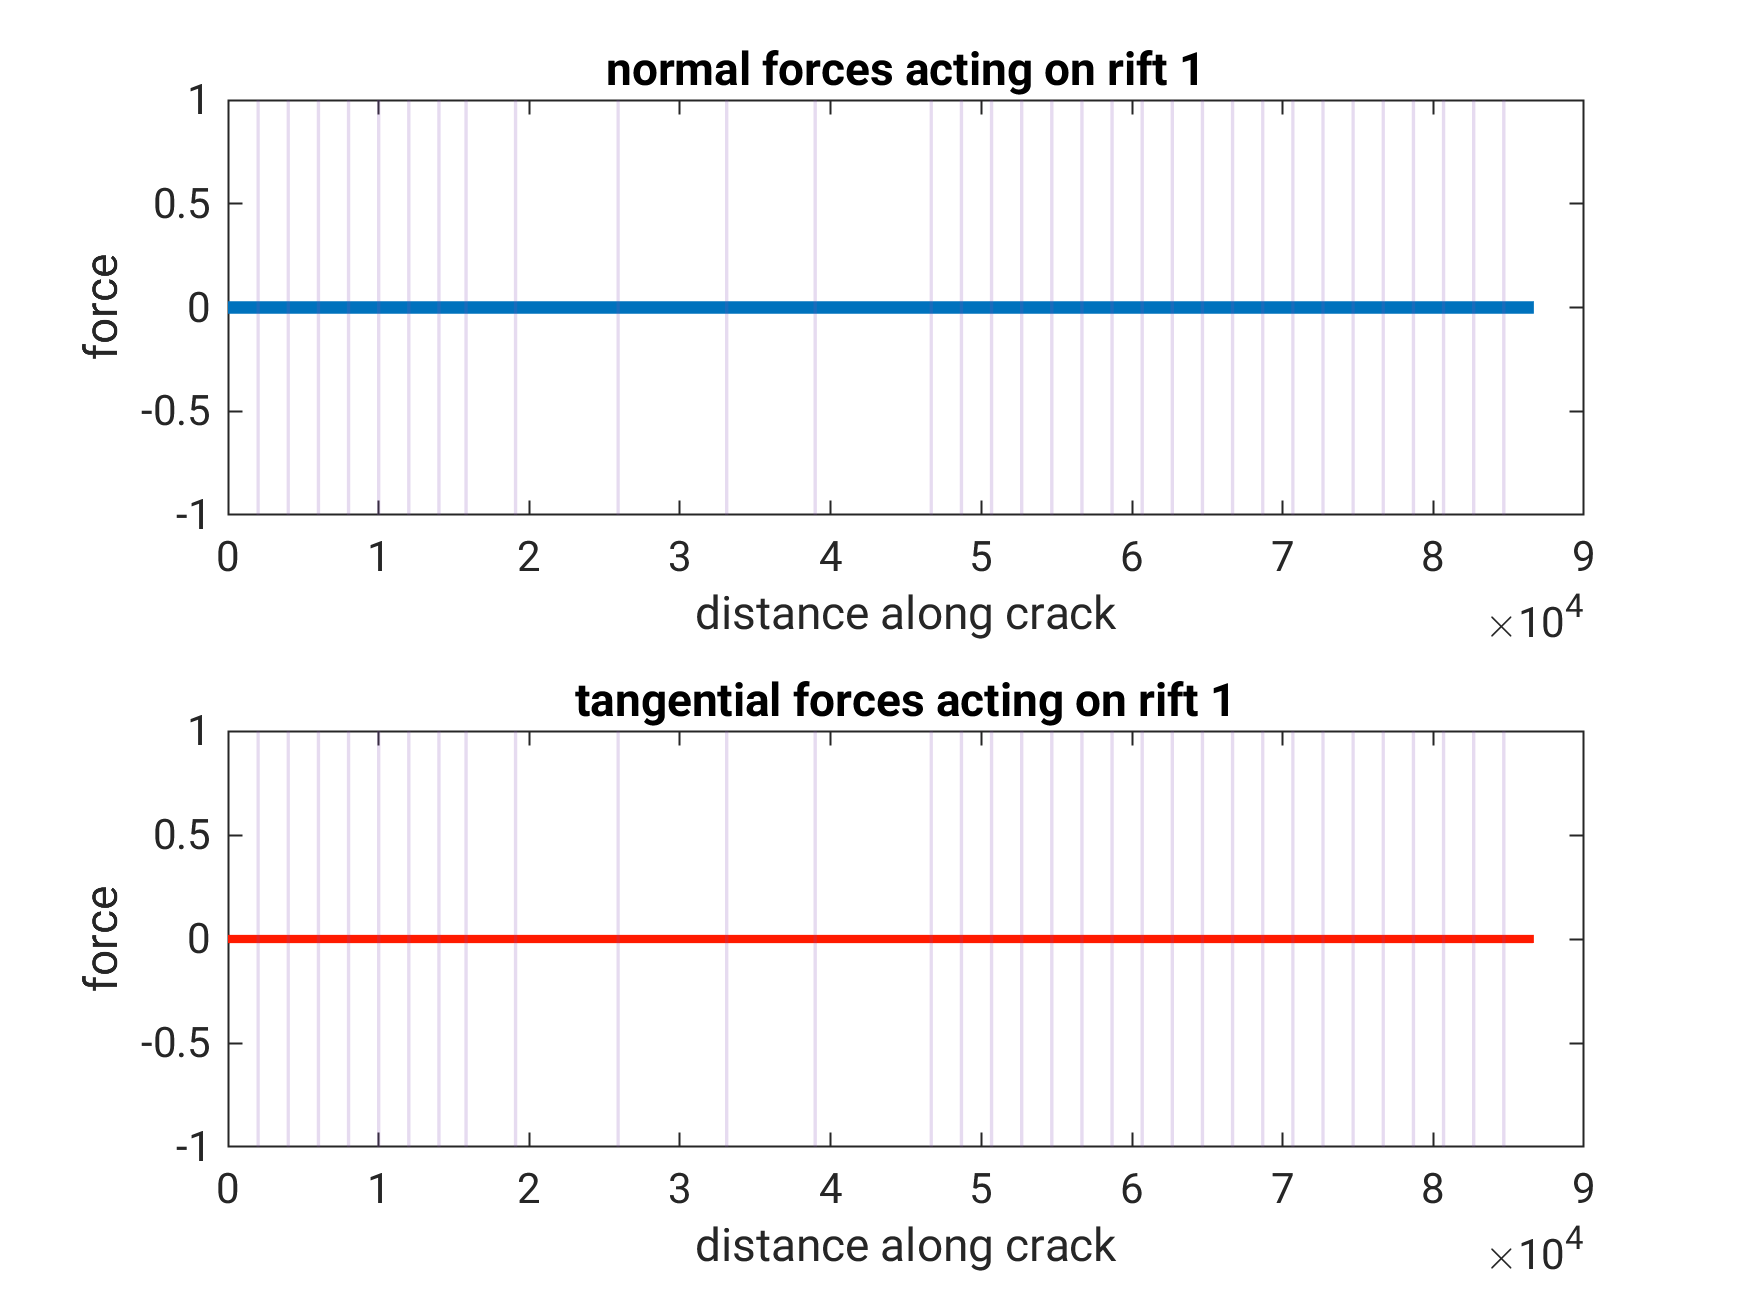 normal forces acting on rift 1
1
0.5
0
-0.5
-1
force
0 1 2 3 4 5 6 7 8 9
distance along crack
×10^4
tangential forces acting on rift 1
1
0.5
0
-0.5
-1
force
0 1 2 3 4 5 6 7 8 9
distance along crack
×10^4